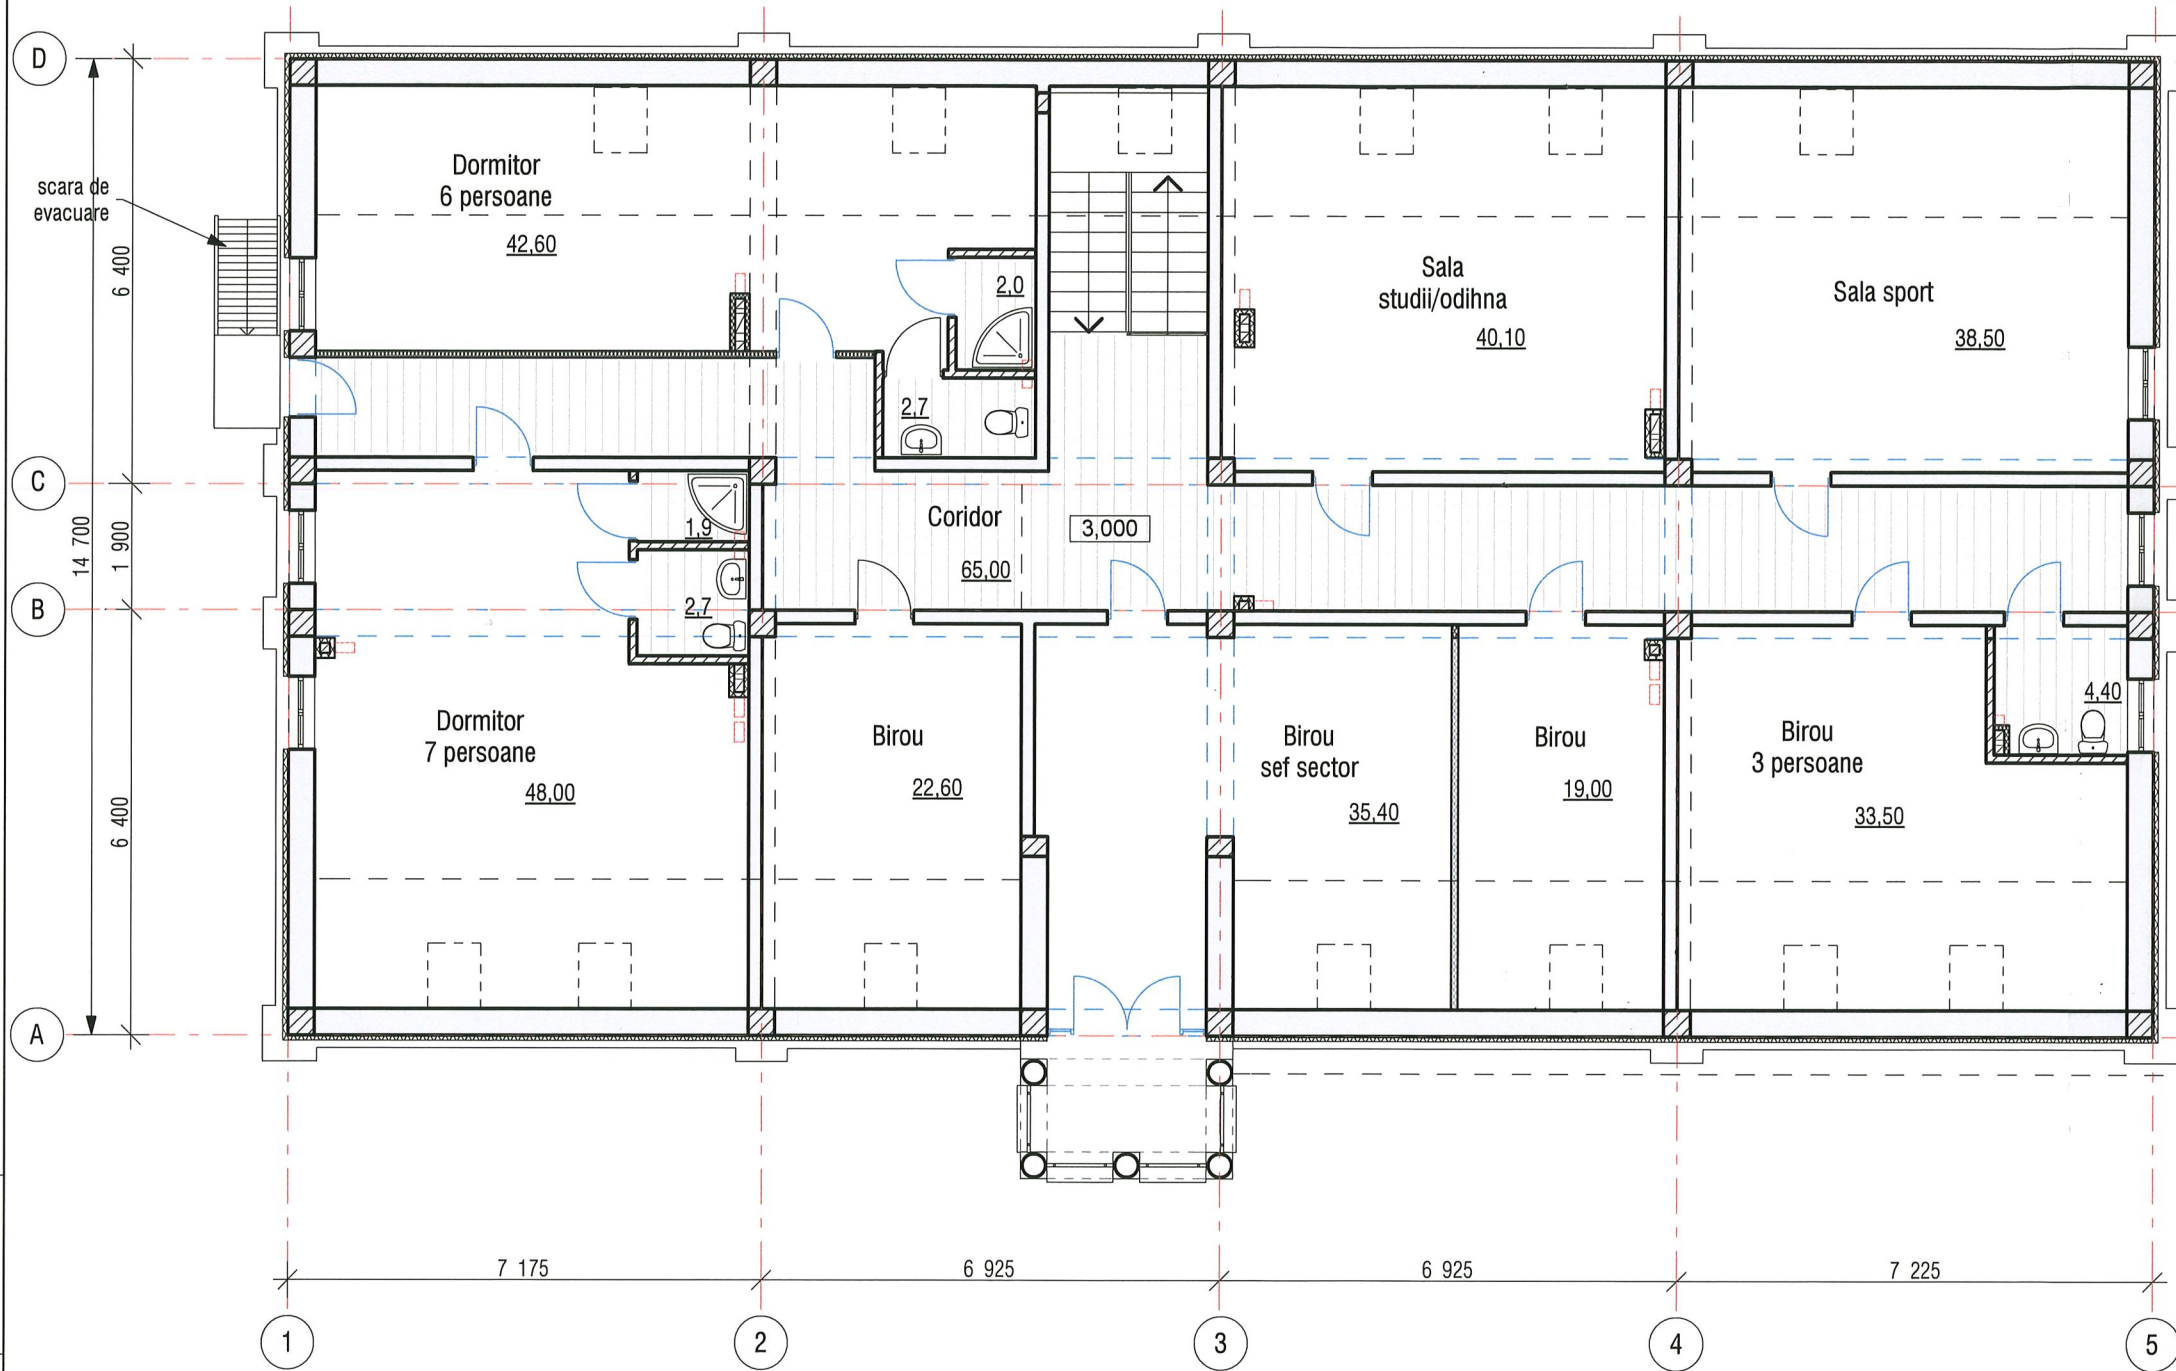 D
scara de
evacuare
Dormitor
6 persoane
42,60
2,0
2,7
Sala
studii/odihna
40,10
Sala sport
38,50
6 400
C
14 700
1 900
1,9
2,7
Coridor
3,000
65,00
B
Dormitor
7 persoane
48,00
Birou
22,60
Birou
sef sector
35,40
Birou
19,00
Birou
3 persoane
33,50
4,40
6 400
A
7 175
6 925
6 925
7 225
1
2
3
4
5